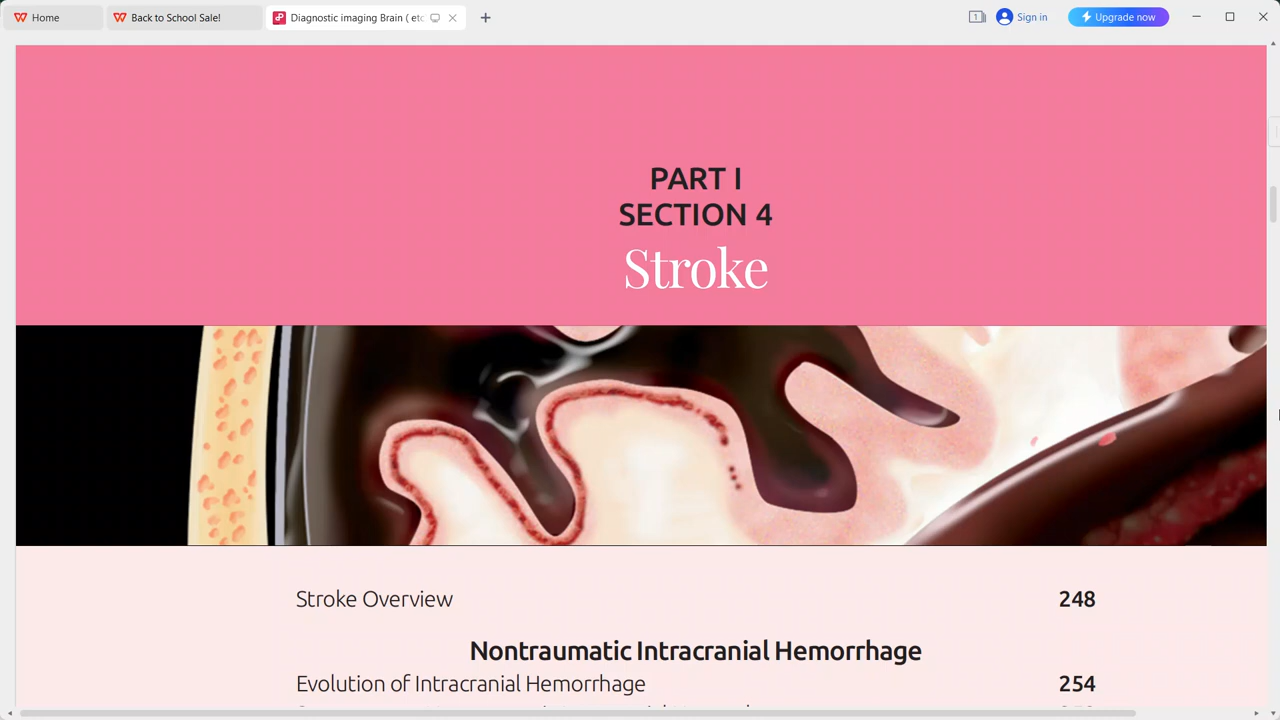 Home
Back to School Sale!
Diagnostic imaging Brain ( etc
1
Sign in
Upgrade now
PART I
SECTION 4
Stroke
Stroke Overview 248
Nontraumatic Intracranial Hemorrhage
Evolution of Intracranial Hemorrhage 254